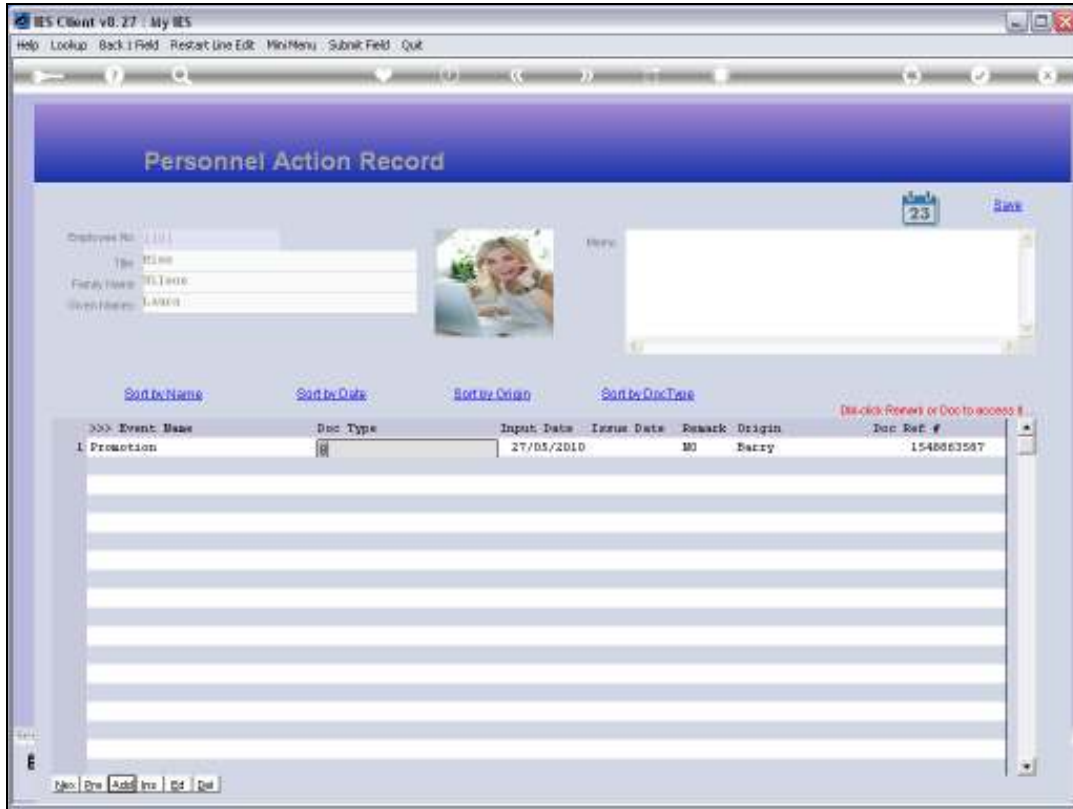 IES Client v8.27 : My IES
Help Lookup Back 1 Field Restart Line Edit MiniMenu Submit Field Quit
Personnel Action Record
23
Save
Employee No 1101
Title Miss
Family Name Wilson
Given Names Laura
Memo
Sort by Name Sort by Date Sort by Origin Sort by DocType
Dbl-click Remark or Doc to access it
>>> Event Name Doc Type Input Date Issue Date Remark Origin Doc Ref #
1 Promotion @ 27/05/2010 NO Barry 1548863587
Nex Pre Add Ins Ed Del